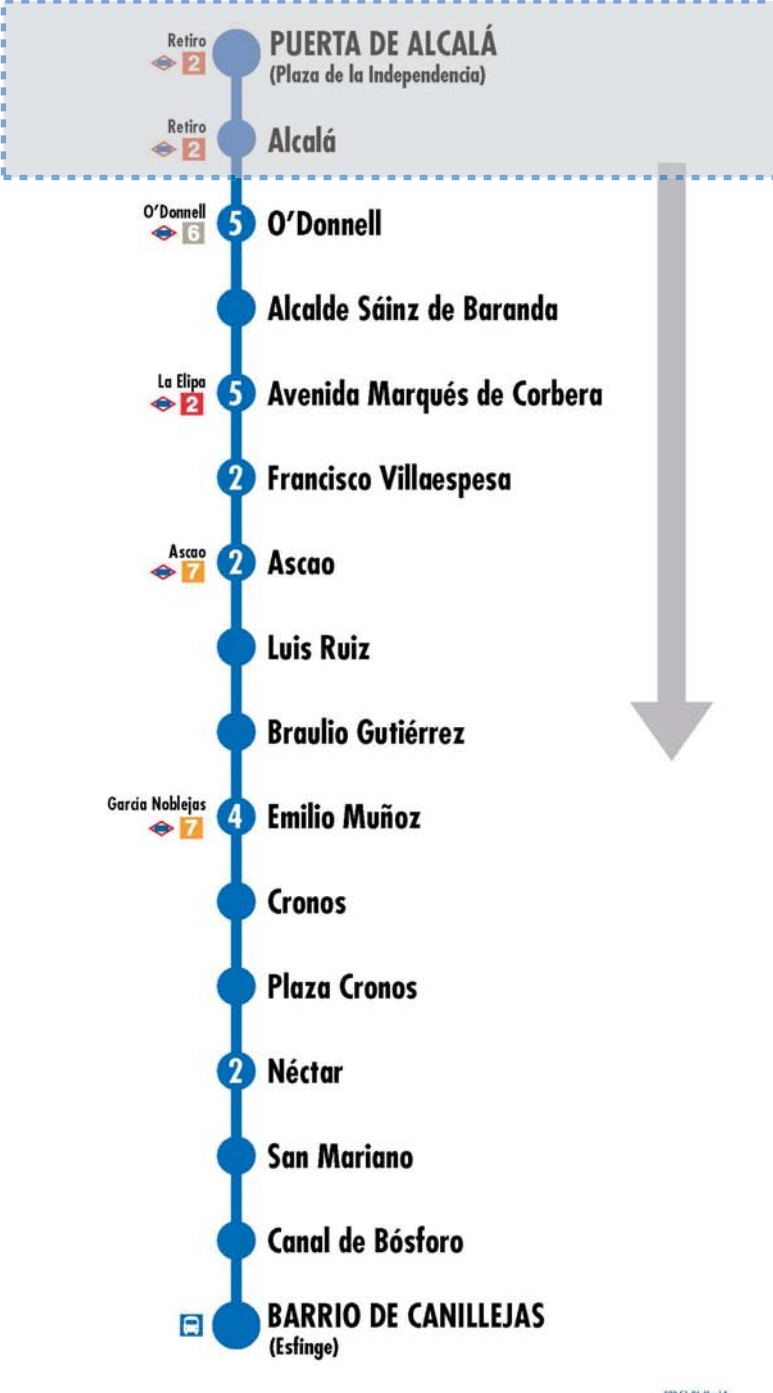 Retiro
2
PUERTA DE ALCALÁ
(Plaza de la Independencia)
Retiro
2
Alcalá
O'Donnell
6
5
O'Donnell
Alcalde Sáinz de Baranda
La Elipa
2
5
Avenida Marqués de Corbera
2
Francisco Villaespesa
Ascao
7
2
Ascao
Luis Ruiz
Braulio Gutiérrez
García Noblejas
7
4
Emilio Muñoz
Cronos
Plaza Cronos
2
Néctar
San Mariano
Canal de Bósforo
BARRIO DE CANILLEJAS
(Esfinge)